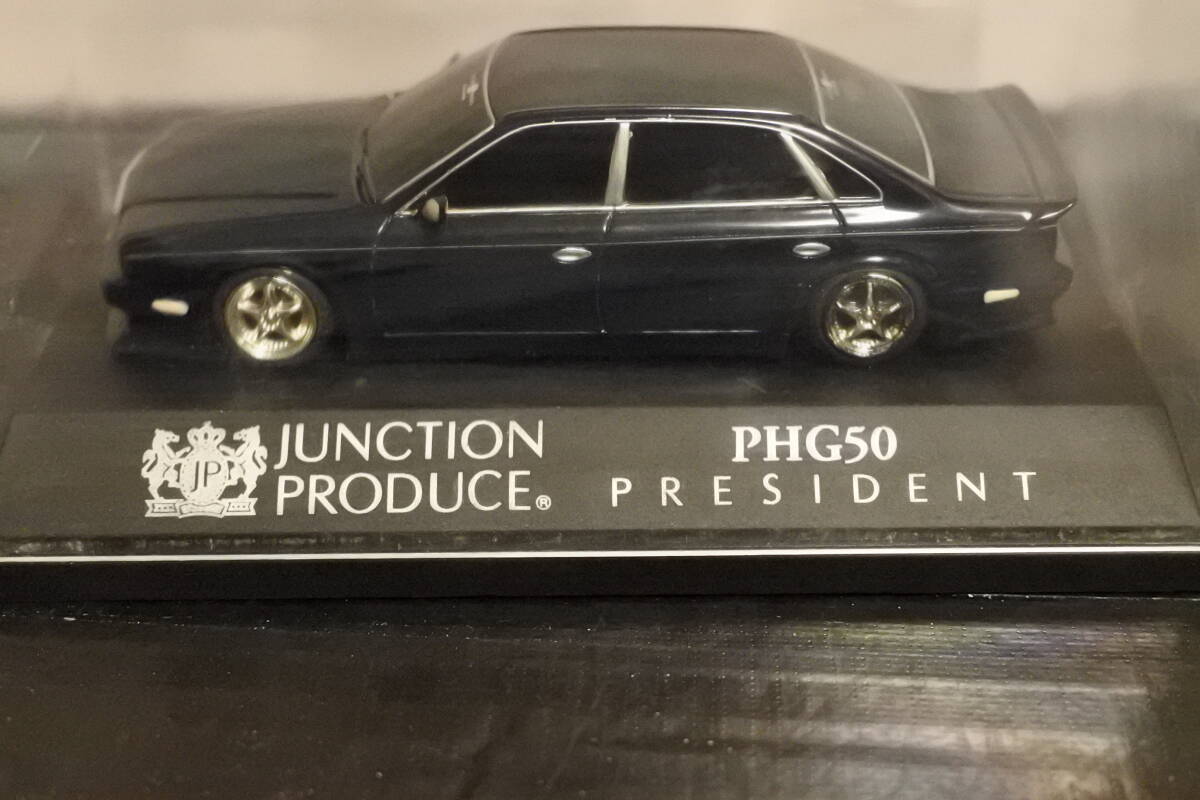 JP
JUNCTION
PRODUCE®
PHG50
PRESIDENT